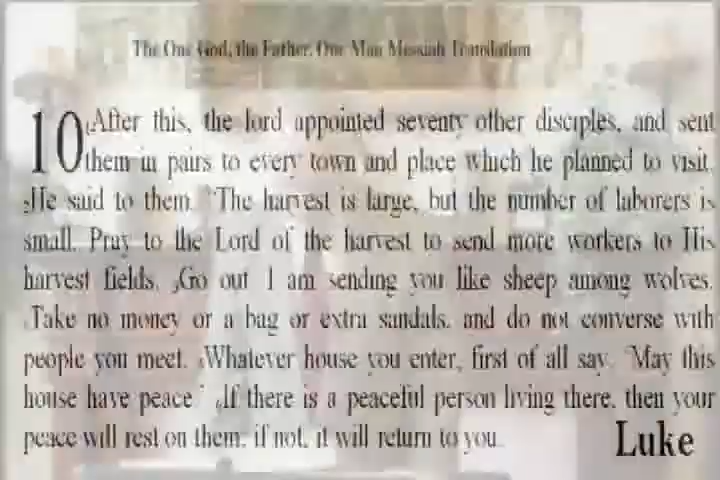 The One God, the Father, One Man Messiah Translation
10 After this, the lord appointed seventy other disciples, and sent
them in pairs to every town and place which he planned to visit.
He said to them, "The harvest is large, but the number of laborers is
small. Pray to the Lord of the harvest to send more workers to His
harvest fields. Go out. I am sending you like sheep among wolves.
Take no money or a bag or extra sandals, and do not converse with
people you meet. Whatever house you enter, first of all say, 'May this
house have peace.' If there is a peaceful person living there, then your
peace will rest on them; if not, it will return to you.
Luke